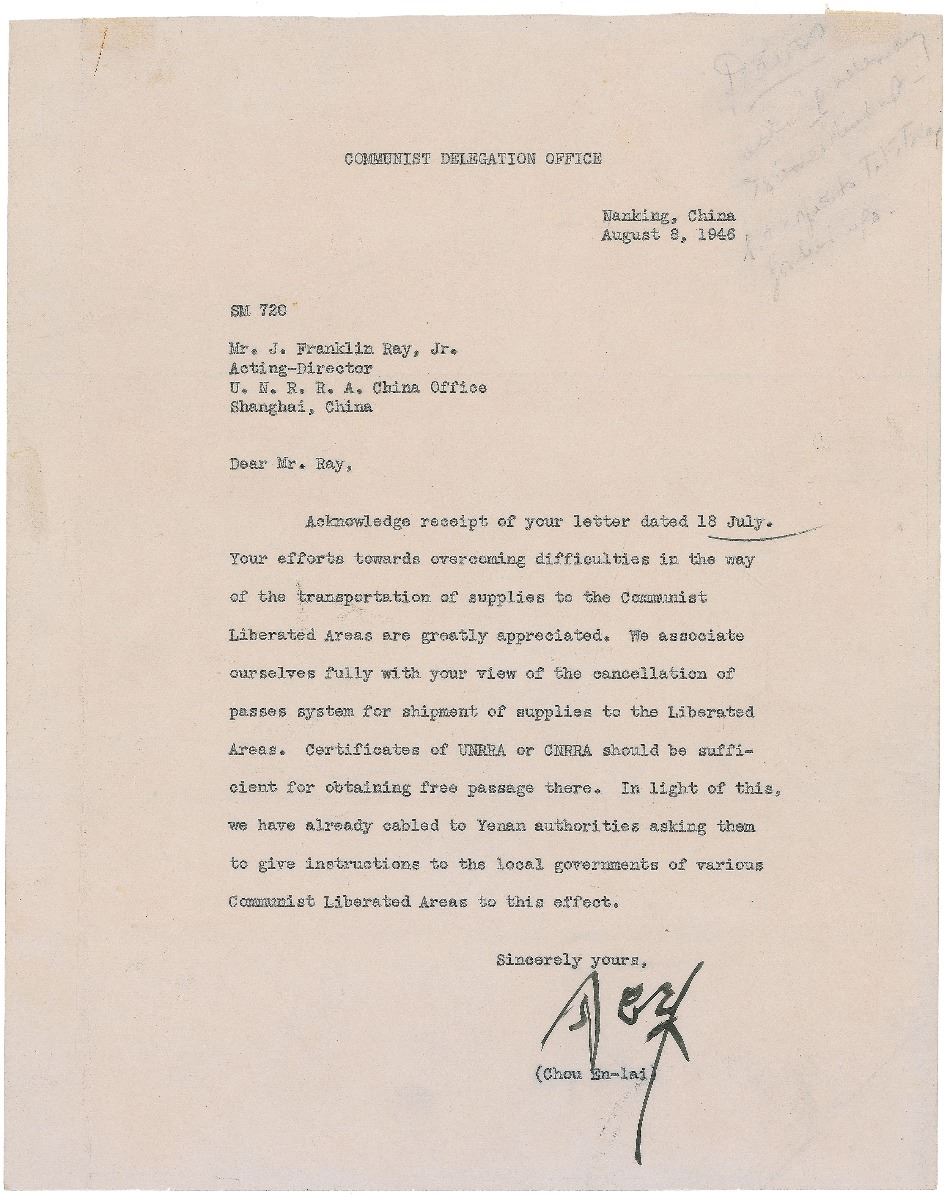 COMMUNIST DELEGATION OFFICE
Nanking, China
August 8, 1946
SM 728
Mr. J. Franklin Ray, Jr.
Acting-Director
U. N. R. R. A. China Office
Shanghai, China
Dear Mr. Ray,
Acknowledge receipt of your letter dated 18 July.
Your efforts towards overcoming difficulties in the way
of the transportation of supplies to the Communist
Liberated Areas are greatly appreciated. We associate
ourselves fully with your view of the cancellation of
passes system for shipment of supplies to the Liberated
Areas. Certificates of UNRRA or CNRRA should be suffi-
cient for obtaining free passage there. In light of this,
we have already cabled to Yenan authorities asking them
to give instructions to the local governments of various
Communist Liberated Areas to this effect.
Sincerely yours,
周恩来
(Chou En-lai)